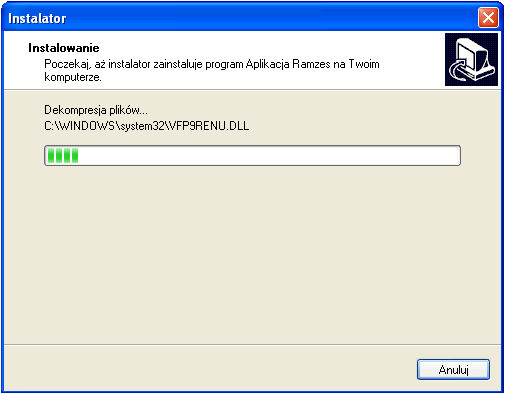 Instalator
Instalowanie
Poczekaj, aż instalator zainstaluje program Aplikacja Ramzes na Twoim
komputerze.
Dekompresja plików...
C:\WINDOWS\system32\VFP9RENU.DLL
Anuluj